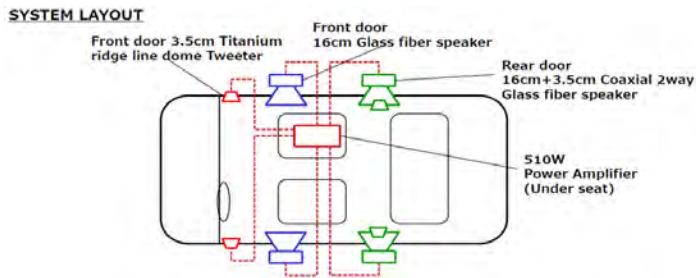 SYSTEM LAYOUT
Front door 3.5cm Titanium
ridge line dome Tweeter
Front door
16cm Glass fiber speaker
Rear door
16cm+3.5cm Coaxial 2way
Glass fiber speaker
510W
Power Amplifier
(Under seat)